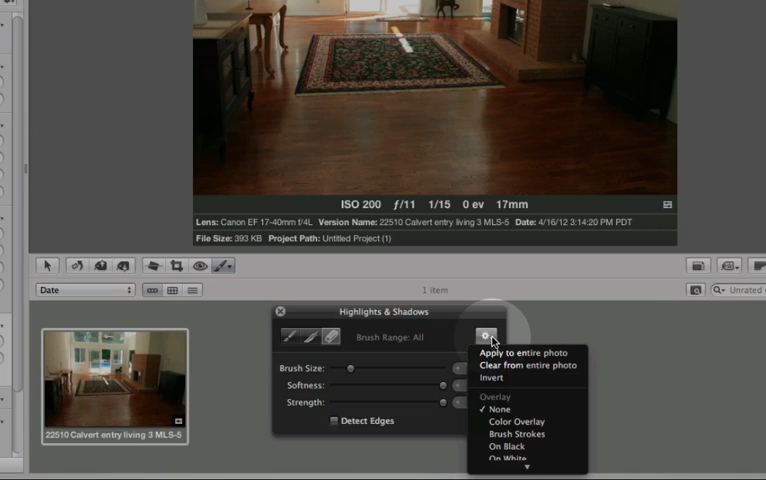 ISO 200 ƒ/11 1/15 0 ev 17mm
Lens: Canon EF 17-40mm f/4L Version Name: 22510 Calvert entry living 3 MLS-5 Date: 4/16/12 3:14:20 PM PDT
File Size: 393 KB Project Path: Untitled Project (1)
Date
1 item
Unrated
Highlights & Shadows
Brush Range: All
Apply to entire photo
Clear from entire photo
Invert
Brush Size:
Softness:
Strength:
Detect Edges
Overlay
✓ None
Color Overlay
Brush Strokes
On Black
On White
22510 Calvert entry living 3 MLS-5